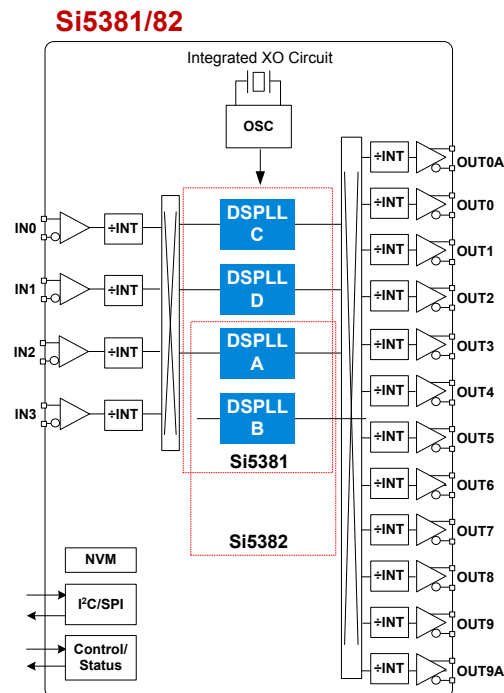 Si5381/82
Integrated XO Circuit
OSC
÷INT
OUT0A
÷INT
OUT0
IN0
÷INT
DSPLL
C
÷INT
OUT1
IN1
÷INT
DSPLL
D
÷INT
OUT2
IN2
÷INT
DSPLL
A
÷INT
OUT3
÷INT
OUT4
IN3
÷INT
DSPLL
B
÷INT
OUT5
Si5381
÷INT
OUT6
Si5382
÷INT
OUT7
NVM
÷INT
OUT8
I²C/SPI
÷INT
OUT9
Control/
Status
÷INT
OUT9A